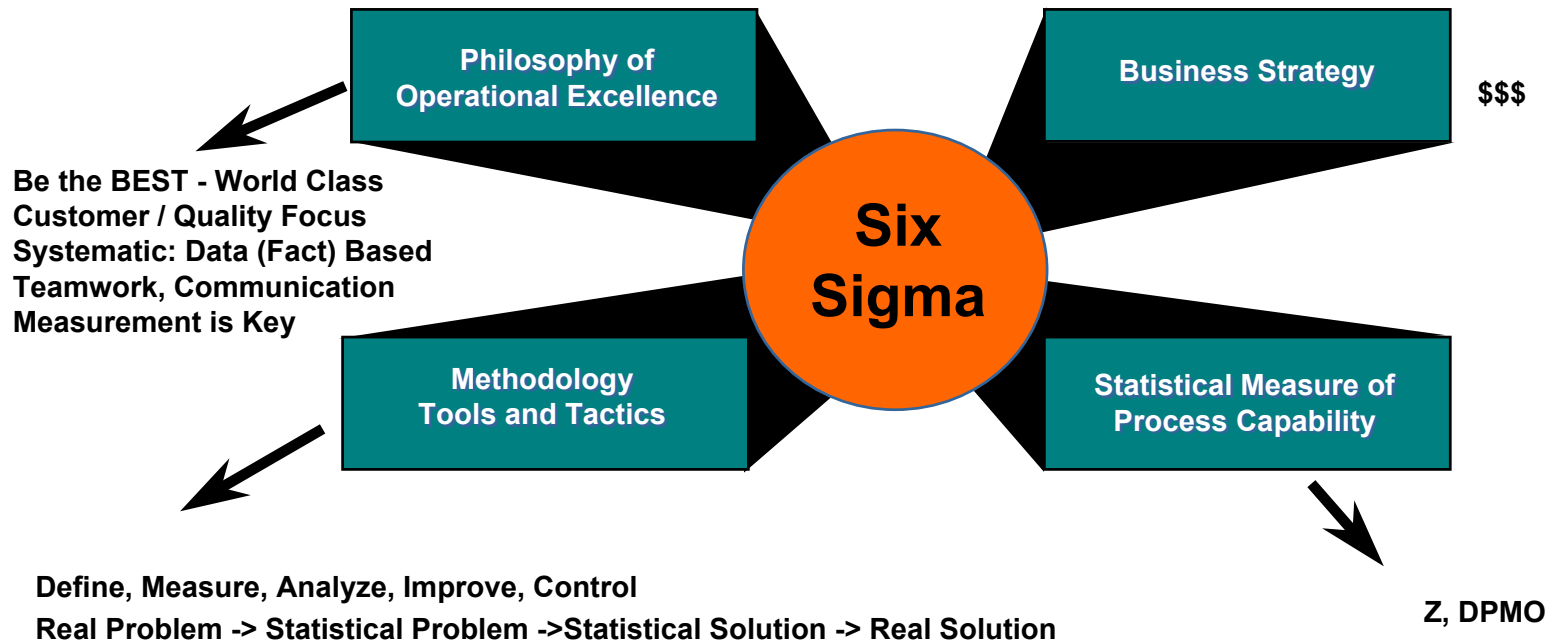 Philosophy of
Operational Excellence
Business Strategy
$$$
Be the BEST - World Class
Customer / Quality Focus
Systematic: Data (Fact) Based
Teamwork, Communication
Measurement is Key
Six
Sigma
Methodology
Tools and Tactics
Statistical Measure of
Process Capability
Define, Measure, Analyze, Improve, Control
Real Problem -> Statistical Problem ->Statistical Solution -> Real Solution
Z, DPMO